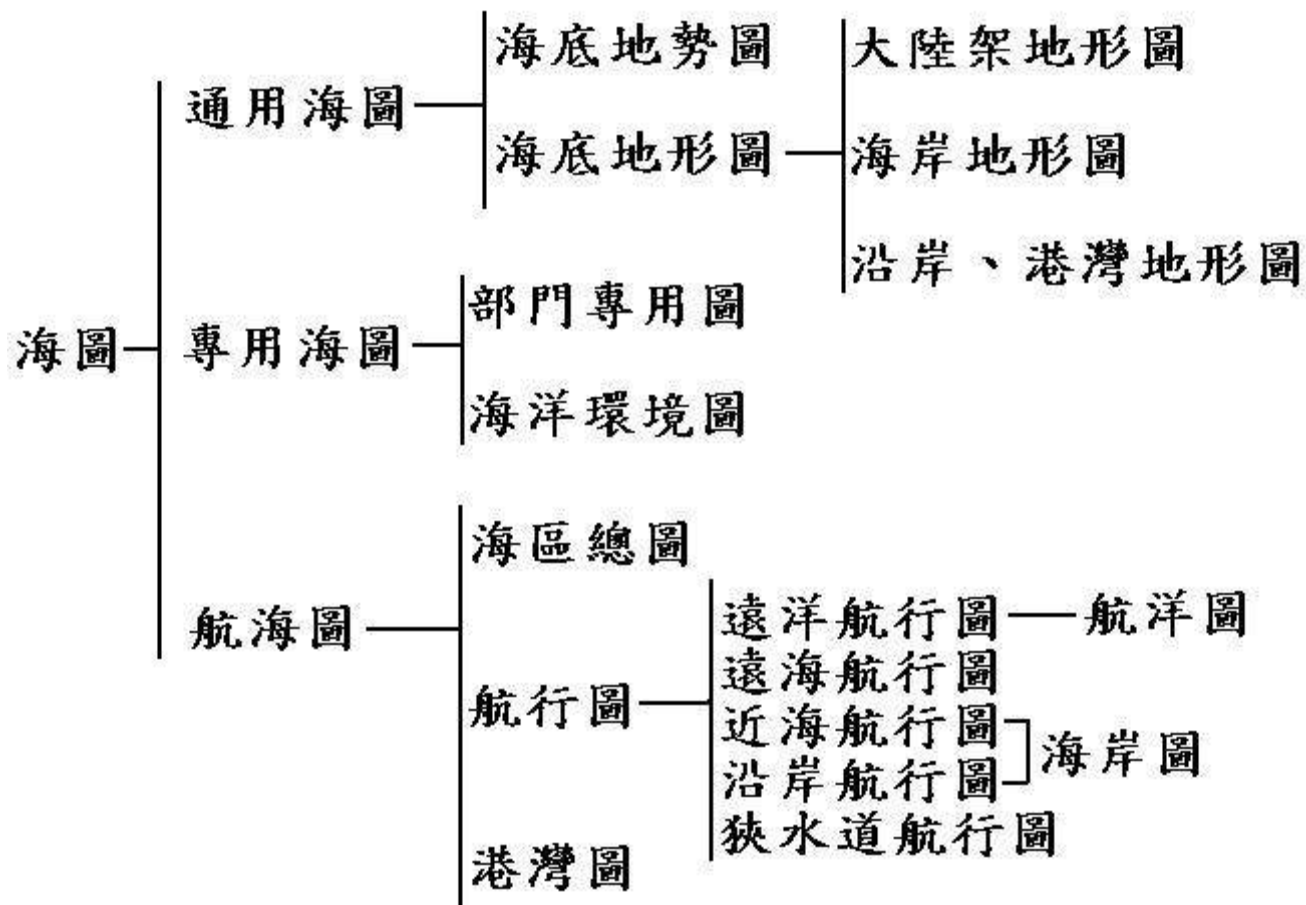 海圖
通用海圖
海底地勢圖
海底地形圖
大陸架地形圖
海岸地形圖
沿岸、港灣地形圖
專用海圖
部門專用圖
海洋環境圖
航海圖
海區總圖
航行圖
遠洋航行圖
航洋圖
遠海航行圖
近海航行圖
沿岸航行圖
海岸圖
狹水道航行圖
港灣圖